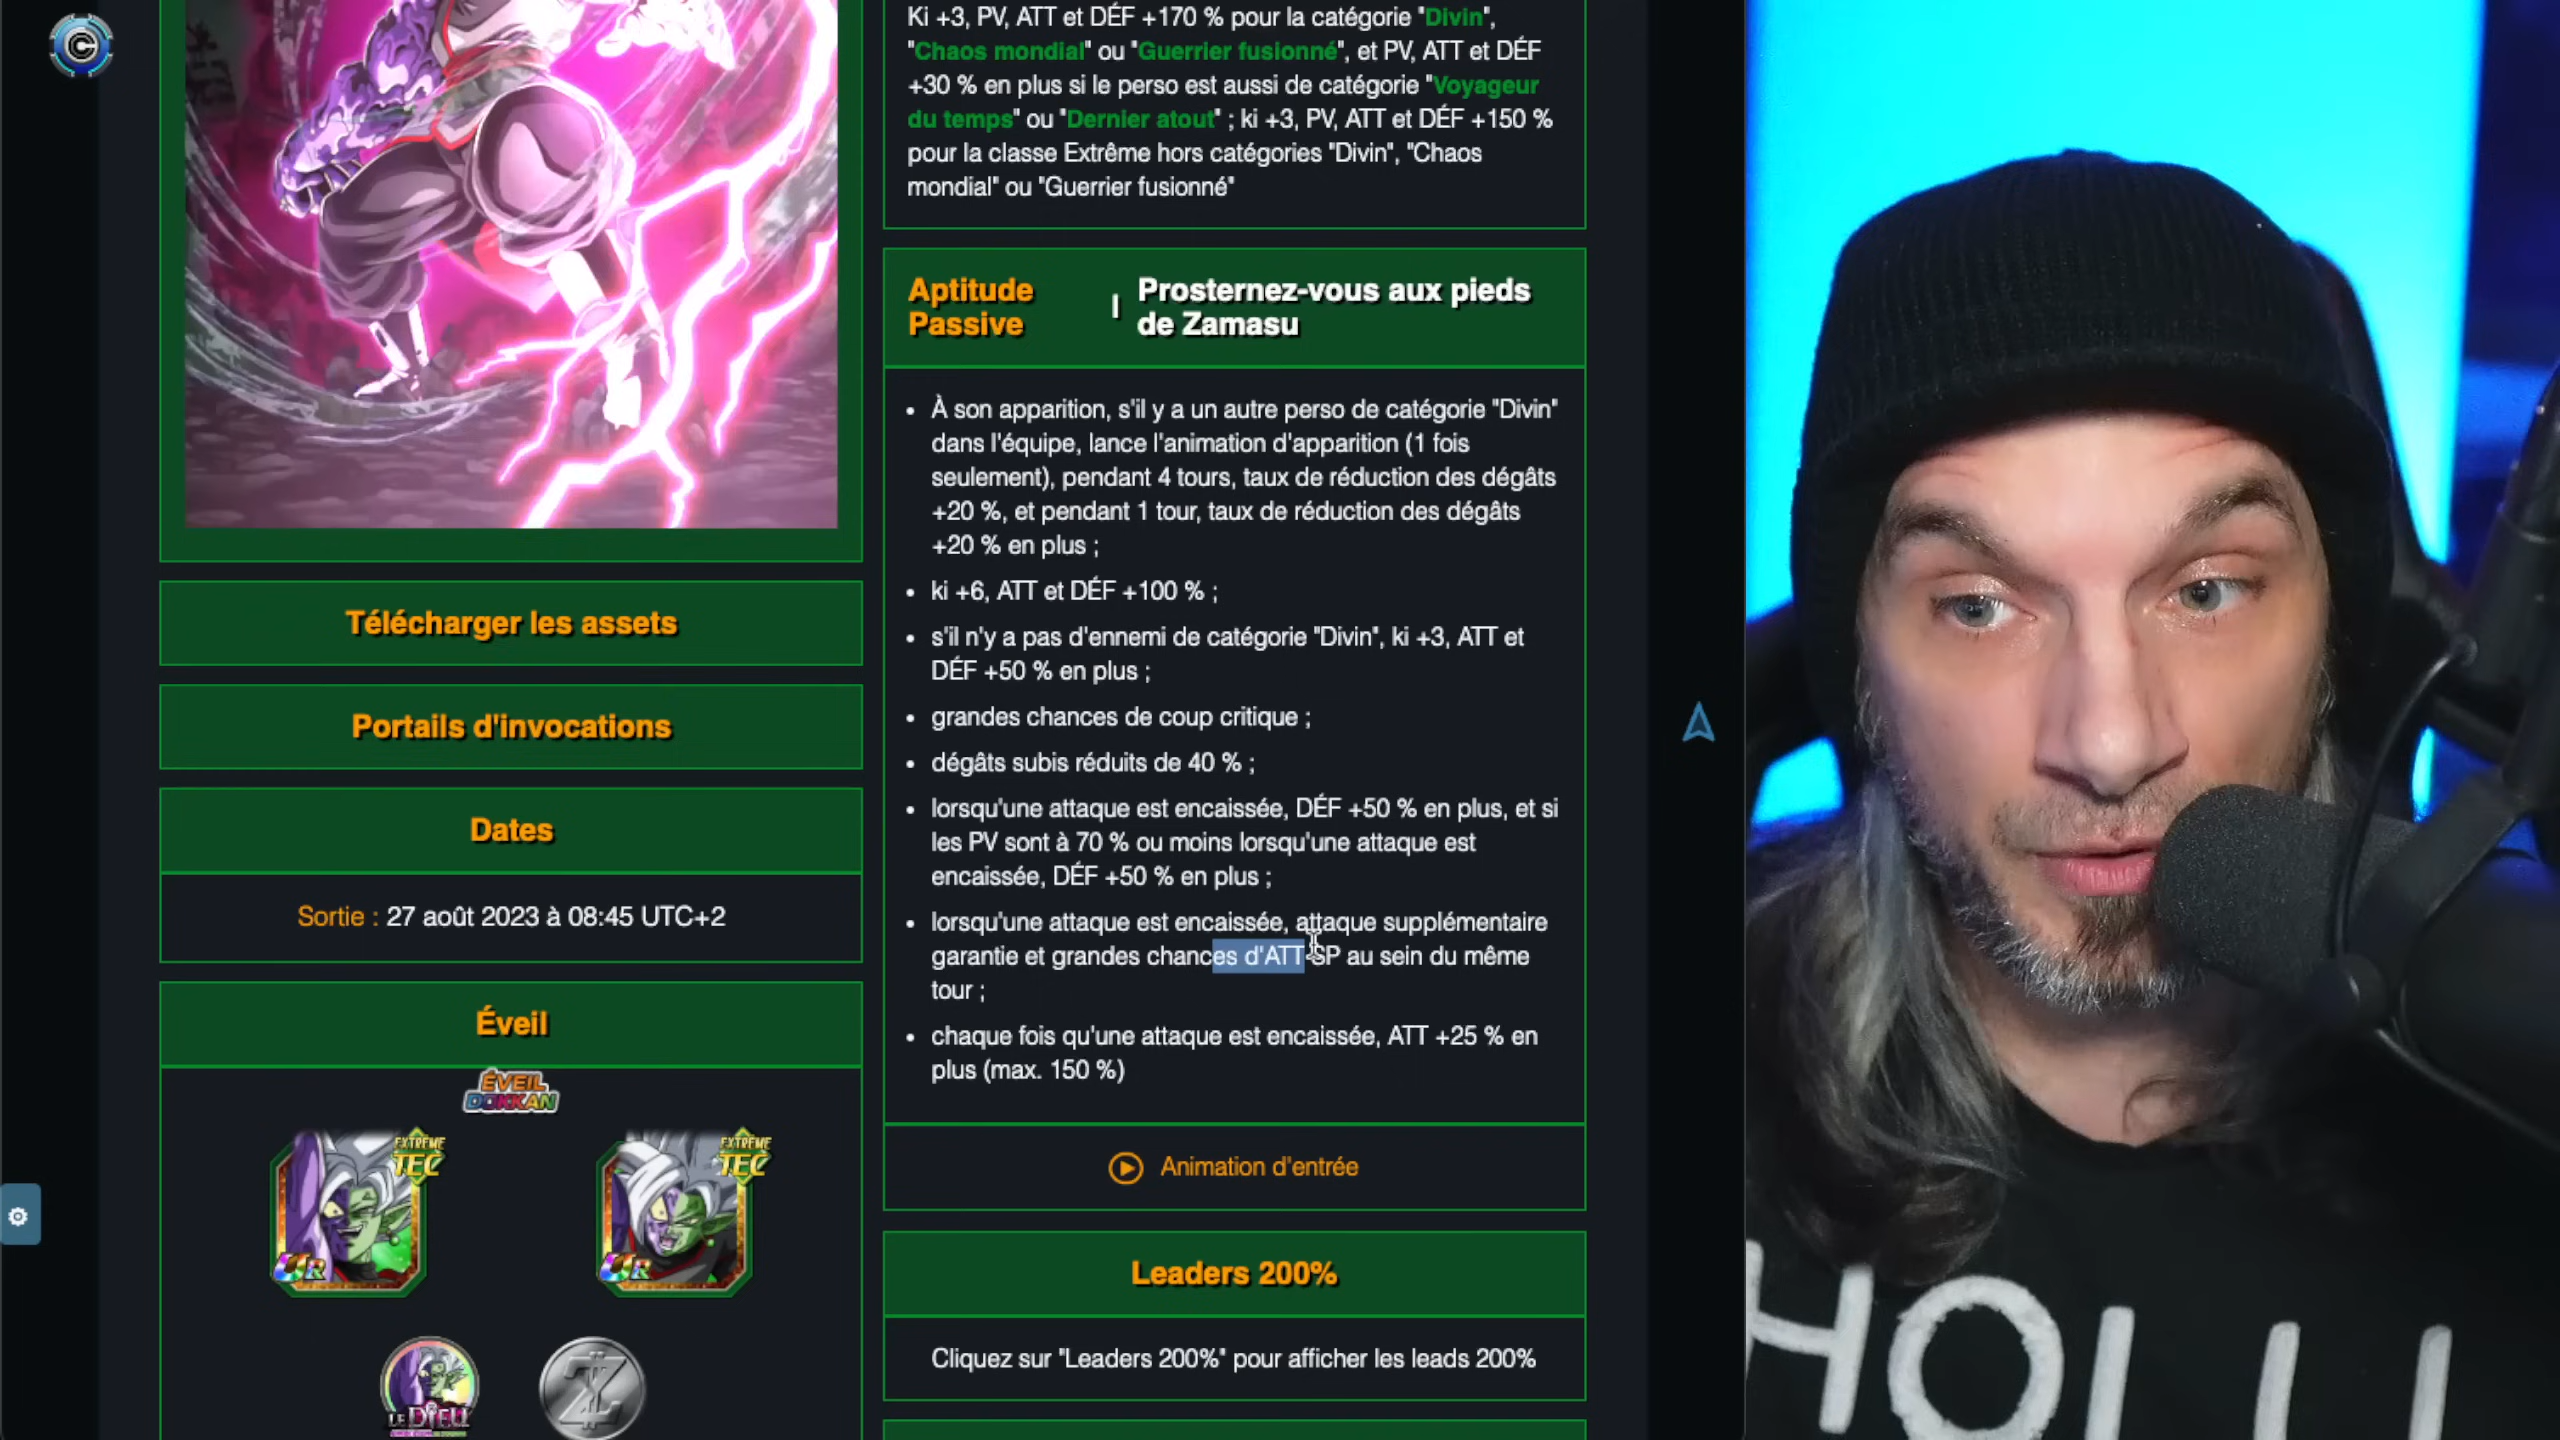 Ki +3, PV, ATT et DÉF +170 % pour la catégorie "Divin",
"Chaos mondial" ou "Guerrier fusionné", et PV, ATT et DÉF
+30 % en plus si le perso est aussi de catégorie "Voyageur
du temps" ou "Dernier atout" ; ki +3, PV, ATT et DÉF +150 %
pour la classe Extrême hors catégories "Divin", "Chaos
mondial" ou "Guerrier fusionné"
Aptitude
Passive
|
Prosternez-vous aux pieds
de Zamasu
• À son apparition, s'il y a un autre perso de catégorie "Divin"
dans l'équipe, lance l'animation d'apparition (1 fois
seulement), pendant 4 tours, taux de réduction des dégâts
+20 %, et pendant 1 tour, taux de réduction des dégâts
+20 % en plus ;
• ki +6, ATT et DÉF +100 % ;
• s'il n'y a pas d'ennemi de catégorie "Divin", ki +3, ATT et
DÉF +50 % en plus ;
• grandes chances de coup critique ;
• dégâts subis réduits de 40 % ;
• lorsqu'une attaque est encaissée, DÉF +50 % en plus, et si
les PV sont à 70 % ou moins lorsqu'une attaque est
encaissée, DÉF +50 % en plus ;
• lorsqu'une attaque est encaissée, attaque supplémentaire
garantie et grandes chances d'ATT SP au sein du même
tour ;
• chaque fois qu'une attaque est encaissée, ATT +25 % en
plus (max. 150 %)
Animation d'entrée
Leaders 200%
Cliquez sur "Leaders 200%" pour afficher les leads 200%
Télécharger les assets
Portails d'invocations
Dates
Sortie : 27 août 2023 à 08:45 UTC+2
Éveil
ÉVEIL
DOKKAN
EXTREME
TEC
UR
EXTREME
TEC
UR
LE DIEU
Z